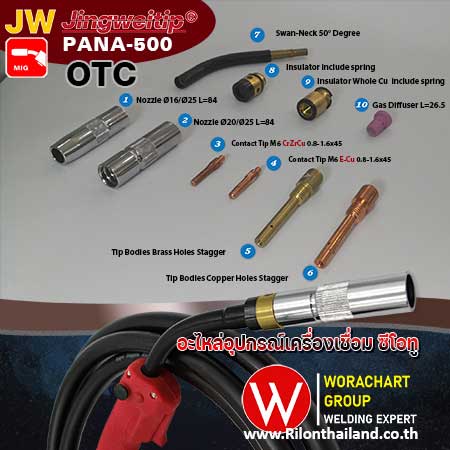 JW Jingweitip®
MIG
PANA-500
OTC
7 Swan-Neck 50° Degree
8 Insulator Include spring
9 Insulator Whole Cu Include spring
10 Gas Diffuser L=26.5
1 Nozzle Ø16/Ø25 L=84
2 Nozzle Ø20/Ø25 L=84
3 Contact Tip M6 CrZrCu 0.8-1.6x45
4 Contact Tip M6 E-Cu 0.8-1.6x45
Tip Bodies Brass Holes Stagger 5
Tip Bodies Copper Holes Stagger 6
อะไหล่อุปกรณ์เครื่องเชื่อม ซีโอทู
W
WORACHART
GROUP
WELDING EXPERT
www.Rilonthailand.co.th